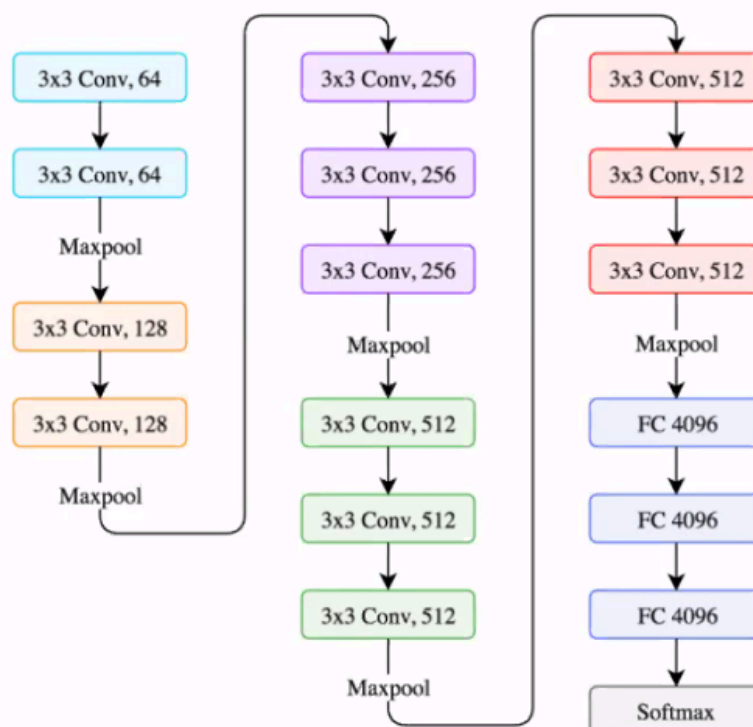 3x3 Conv, 64
3x3 Conv, 64
Maxpool
3x3 Conv, 128
3x3 Conv, 128
Maxpool
3x3 Conv, 256
3x3 Conv, 256
3x3 Conv, 256
Maxpool
3x3 Conv, 512
3x3 Conv, 512
3x3 Conv, 512
Maxpool
3x3 Conv, 512
3x3 Conv, 512
3x3 Conv, 512
Maxpool
FC 4096
FC 4096
FC 4096
Softmax